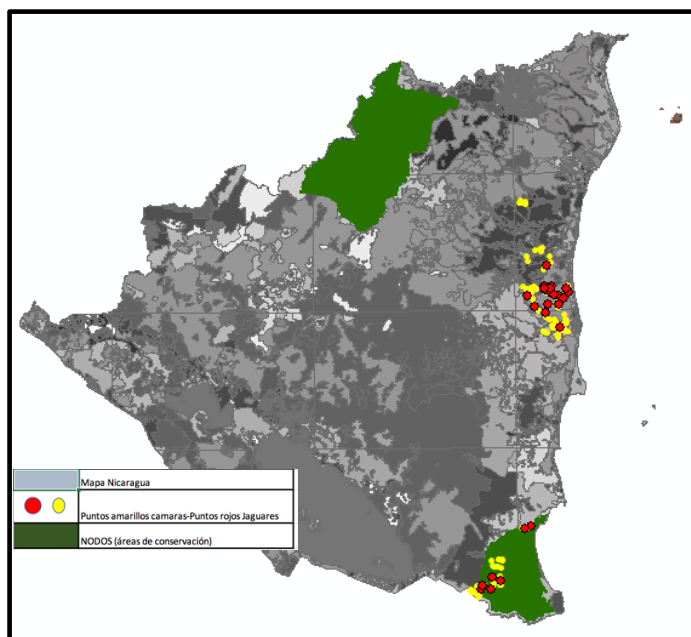 Mapa Nicaragua
Puntos amarillos camaras-Puntos rojos Jaguares
NODOS (áreas de conservación)